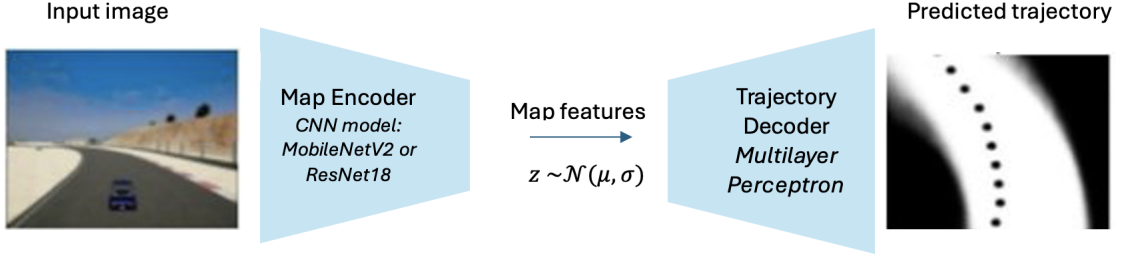 Input image
Map Encoder
CNN model:
MobileNetV2 or
ResNet18
Map features
z ~𝒩(μ, σ)
Trajectory
Decoder
Multilayer
Perceptron
Predicted trajectory